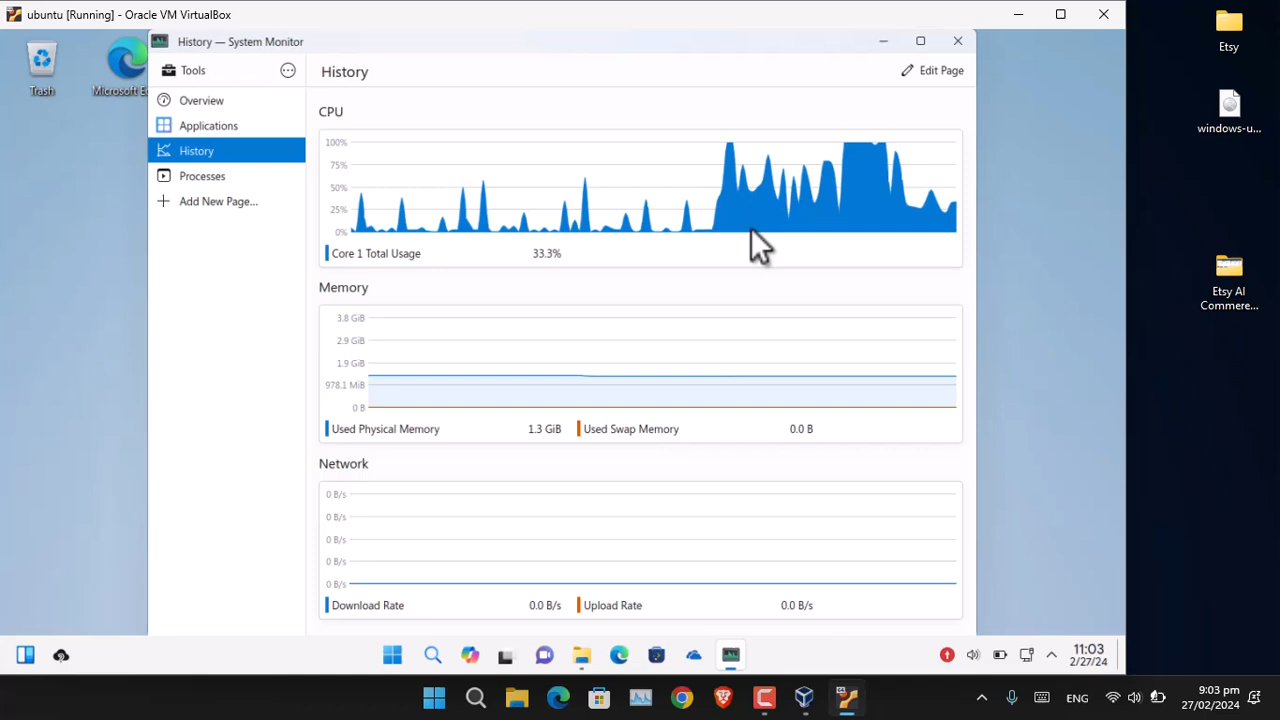 ubuntu [Running] - Oracle VM VirtualBox
Etsy
windows-u...
Etsy AI
Commere...
Trash
Microsoft E
History — System Monitor
Tools
Overview
Applications
History
Processes
Add New Page...
History
Edit Page
CPU
100%
75%
50%
25%
0%
Core 1 Total Usage 33.3%
Memory
3.8 GiB
2.9 GiB
1.9 GiB
978.1 MiB
0 B
Used Physical Memory 1.3 GiB Used Swap Memory 0.0 B
Network
0 B/s
0 B/s
0 B/s
0 B/s
0 B/s
Download Rate 0.0 B/s Upload Rate 0.0 B/s
11:03
2/27/24
ENG
9:03 pm
27/02/2024